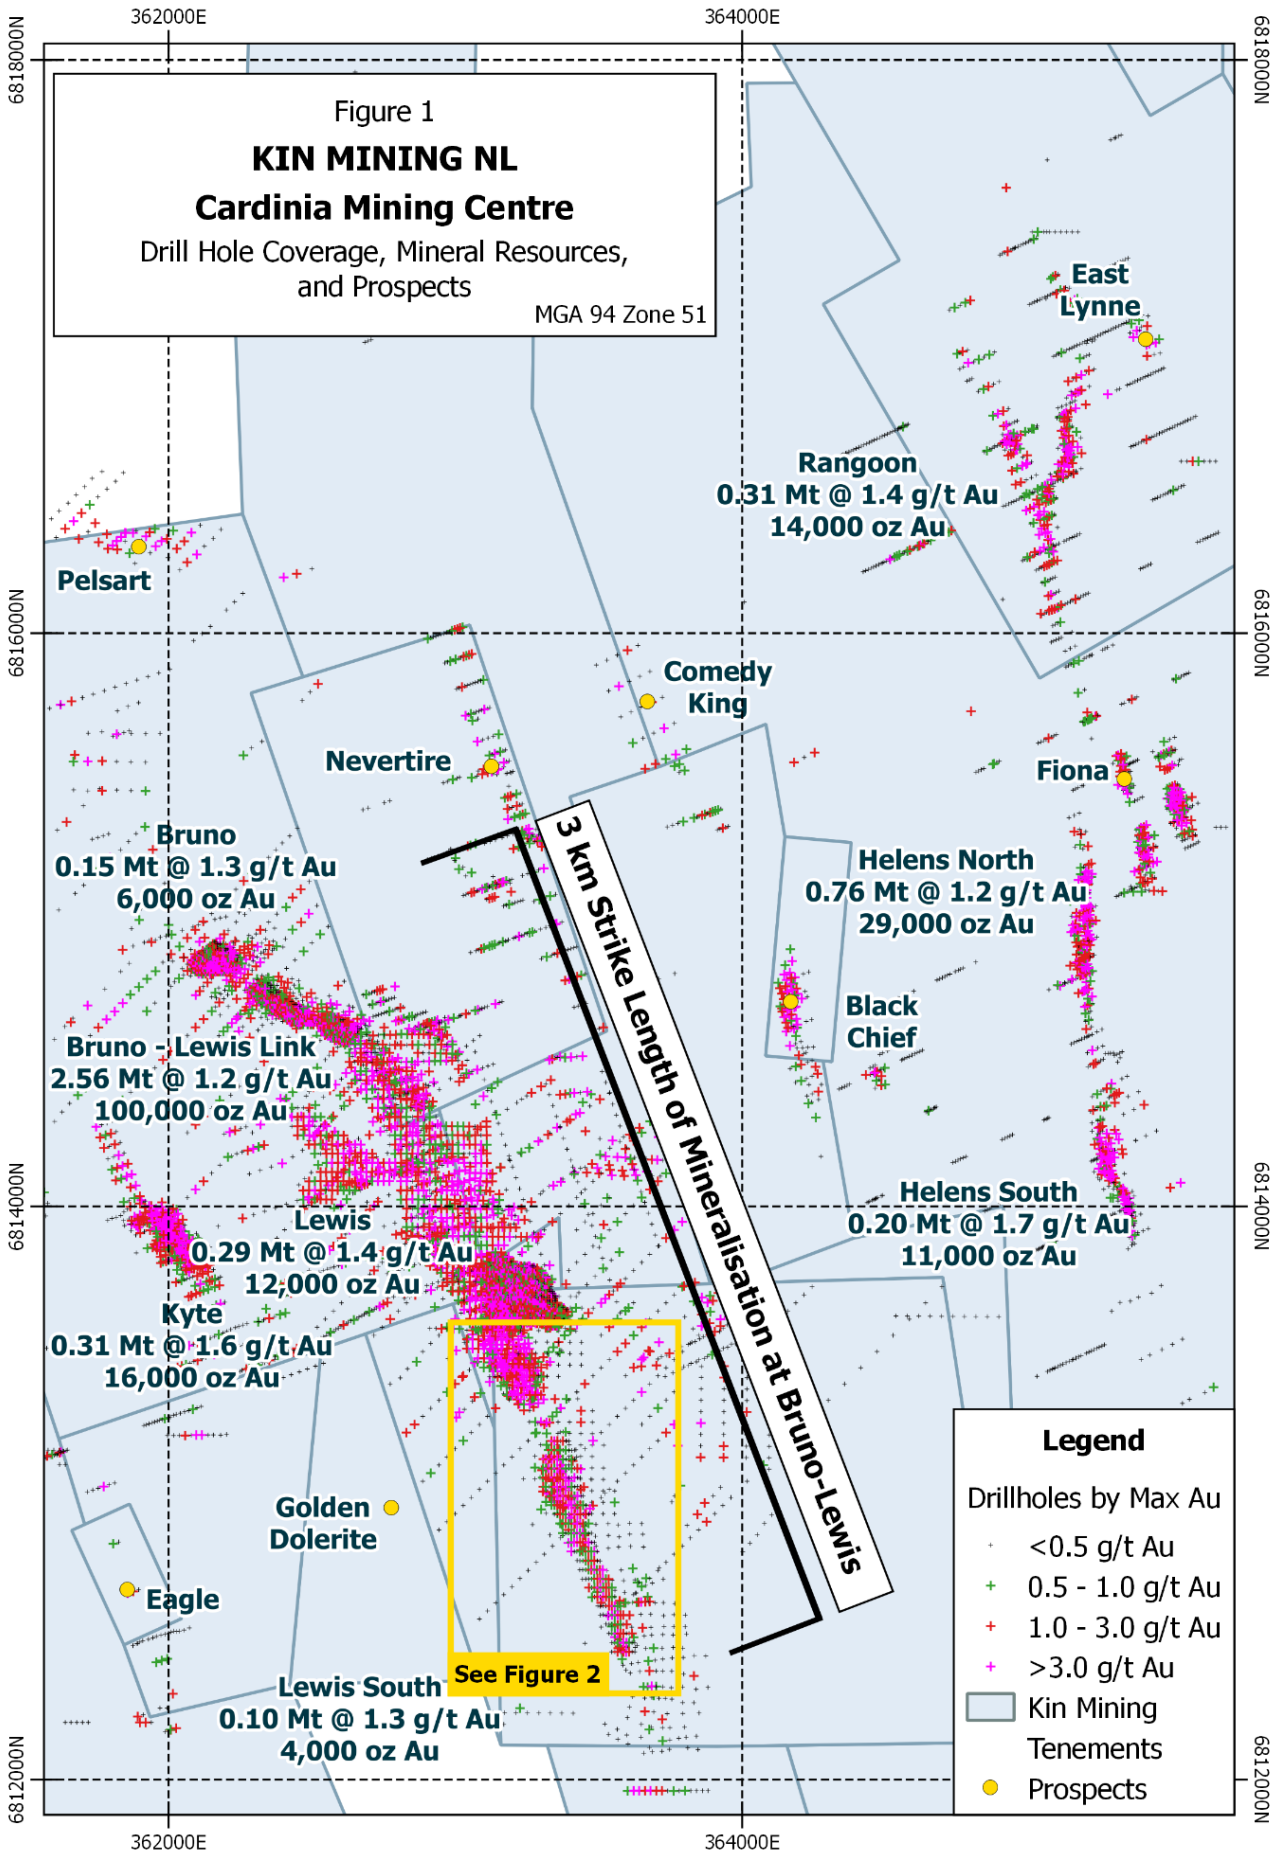 362000E
364000E
6818000N
6818000N
Figure 1
KIN MINING NL
Cardinia Mining Centre
Drill Hole Coverage, Mineral Resources,
and Prospects
MGA 94 Zone 51
East
Lynne
Rangoon
0.31 Mt @ 1.4 g/t Au
14,000 oz Au
Pelsart
6816000N
6816000N
Comedy
King
Nevertire
Fiona
Bruno
0.15 Mt @ 1.3 g/t Au
6,000 oz Au
3 km Strike Length of Mineralisation at Bruno-Lewis
Helens North
0.76 Mt @ 1.2 g/t Au
29,000 oz Au
Black
Chief
Bruno - Lewis Link
2.56 Mt @ 1.2 g/t Au
100,000 oz Au
6814000N
6814000N
Helens South
0.20 Mt @ 1.7 g/t Au
11,000 oz Au
Lewis
0.29 Mt @ 1.4 g/t Au
12,000 oz Au
Kyte
0.31 Mt @ 1.6 g/t Au
16,000 oz Au
Golden
Dolerite
Eagle
See Figure 2
Lewis South
0.10 Mt @ 1.3 g/t Au
4,000 oz Au
Legend
Drillholes by Max Au
<0.5 g/t Au
0.5 - 1.0 g/t Au
1.0 - 3.0 g/t Au
>3.0 g/t Au
Kin Mining
Tenements
Prospects
6812000N
6812000N
362000E
364000E